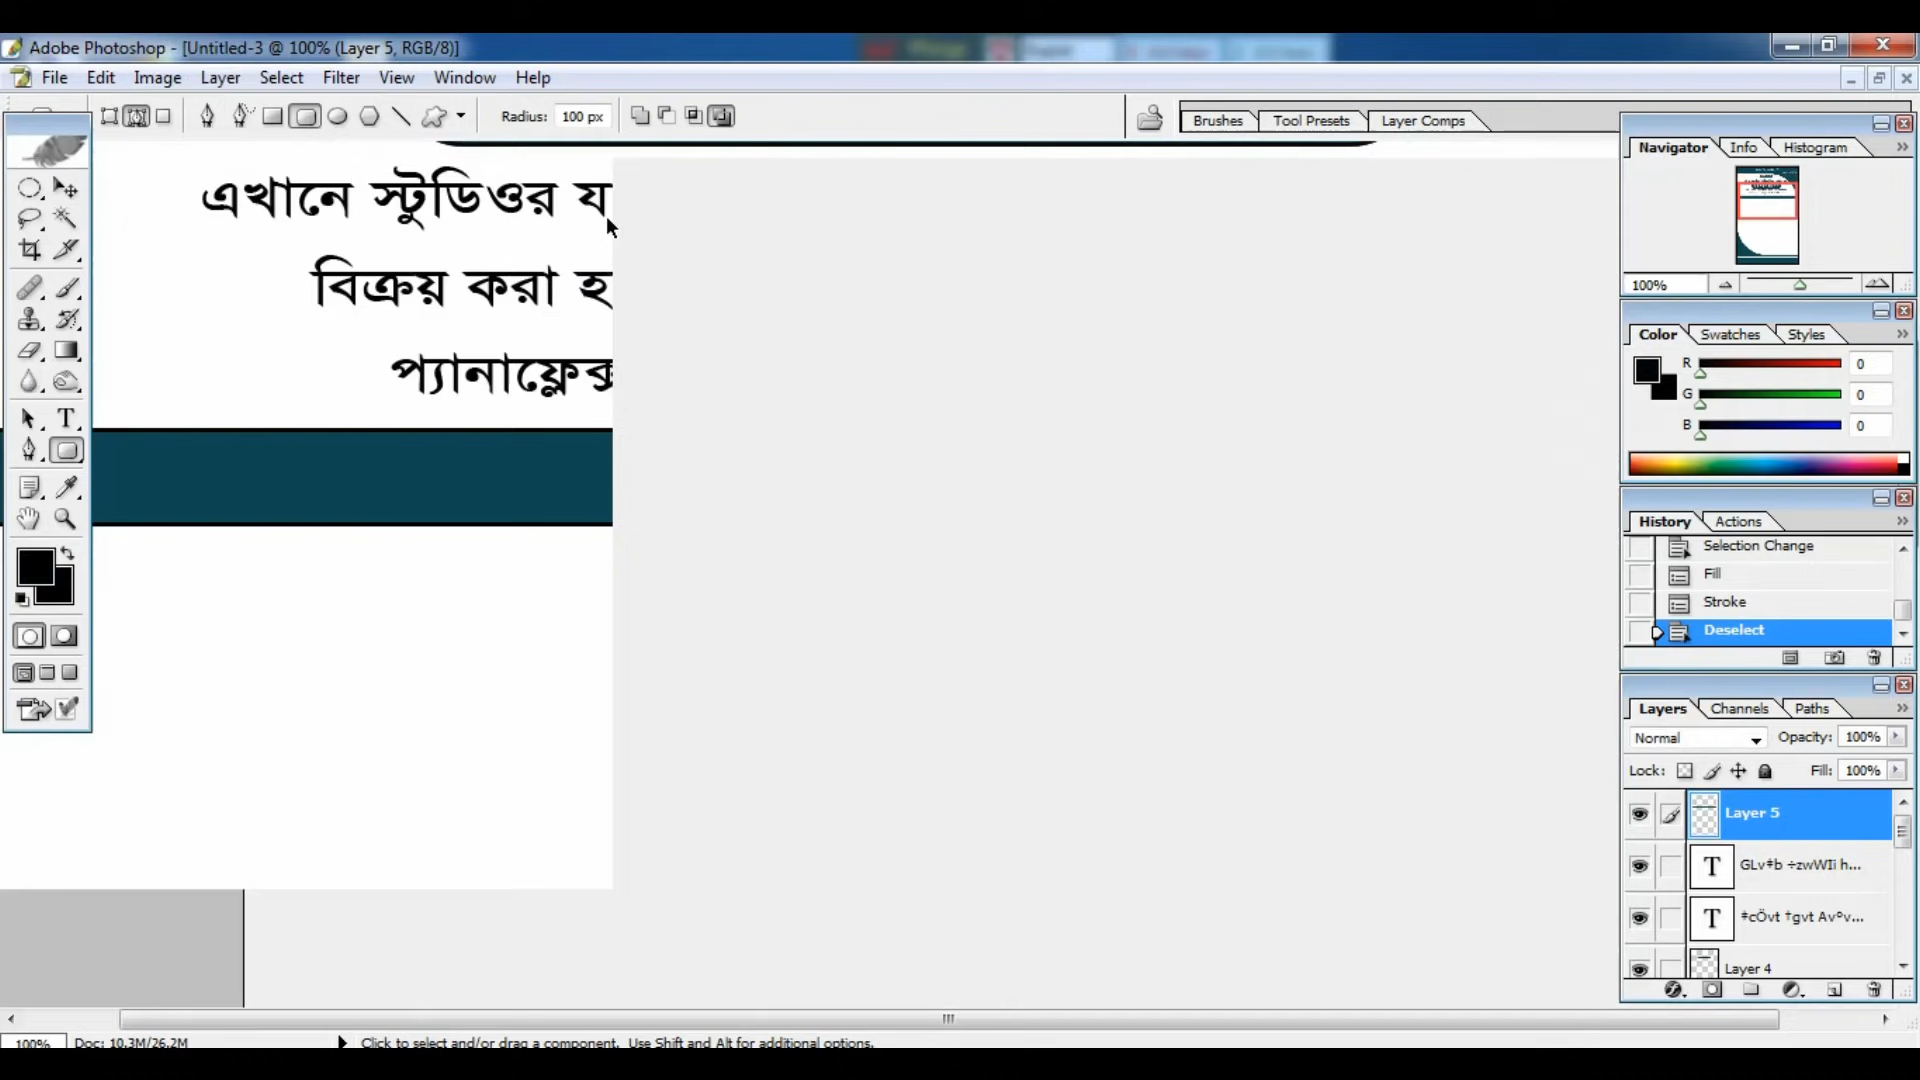 Adobe Photoshop - [Untitled-3 @ 100% (Layer 5, RGB/8)]
File Edit Image Layer Select Filter View Window Help
Radius: 100 px
Brushes Tool Presets Layer Comps
Navigator Info Histogram
100%
Color Swatches Styles
R 0
G 0
B 0
History Actions
Selection Change
Fill
Stroke
Deselect
Layers Channels Paths
Normal Opacity: 100%
Lock: Fill: 100%
Layer 5
T GLv‡b ÷zwWIi h...
T ‡cÖvt †gvt Avºv...
Layer 4
এখানে স্টুডিওর য
বিক্রয় করা হ
প্যানাফ্লেক্স
100% Doc: 10.3M/26.2M Click to select and/or drag a component. Use Shift and Alt for additional options.